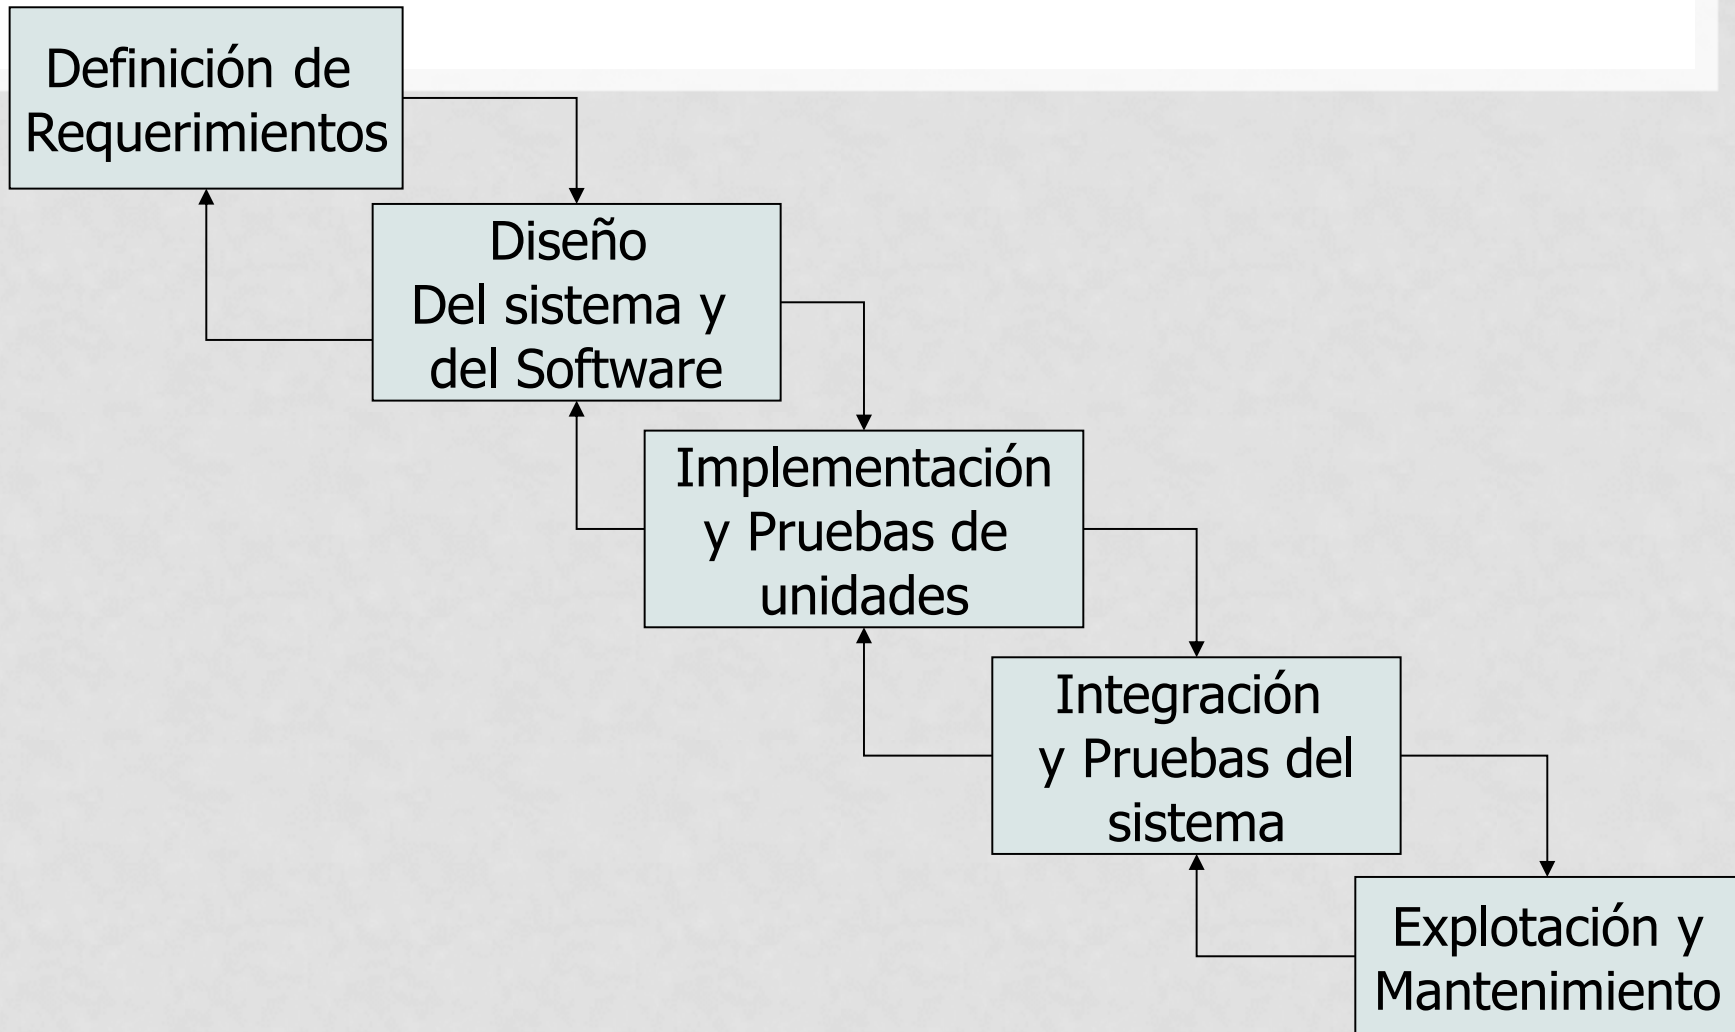 Definición de
Requerimientos
Diseño
Del sistema y
del Software
Implementación
y Pruebas de
unidades
Integración
y Pruebas del
sistema
Explotación y
Mantenimiento